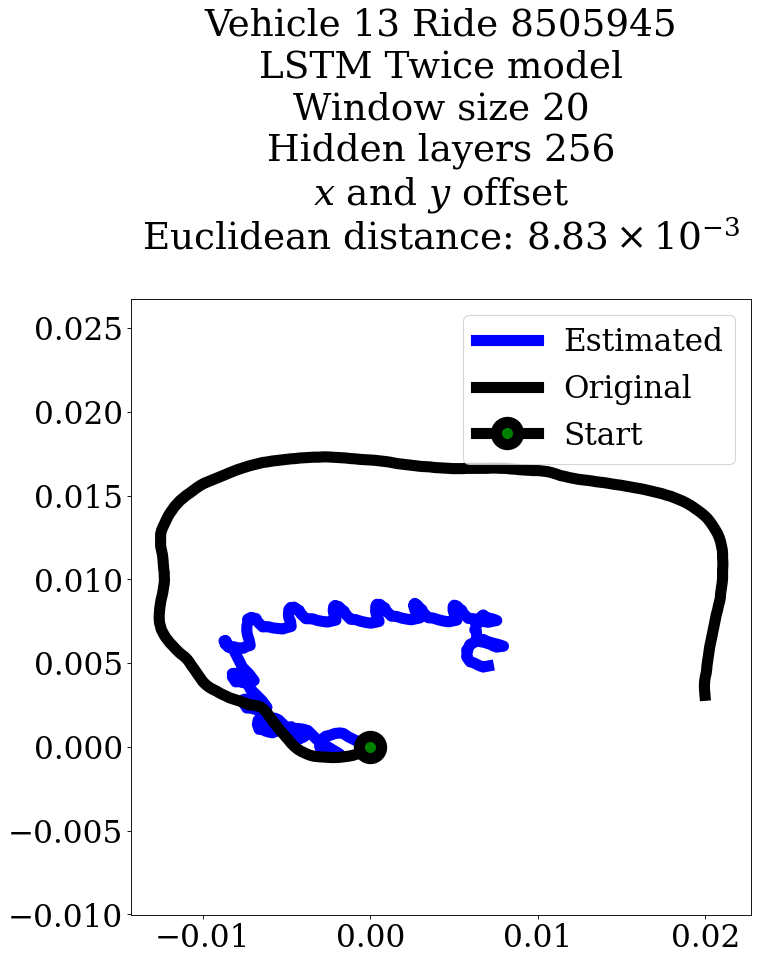 Vehicle 13 Ride 8505945
LSTM Twice model
Window size 20
Hidden layers 256
x and y offset
Euclidean distance: 8.83 × 10⁻³
Estimated
Original
Start
0.025
0.020
0.015
0.010
0.005
0.000
−0.005
−0.010
−0.01 0.00 0.01 0.02